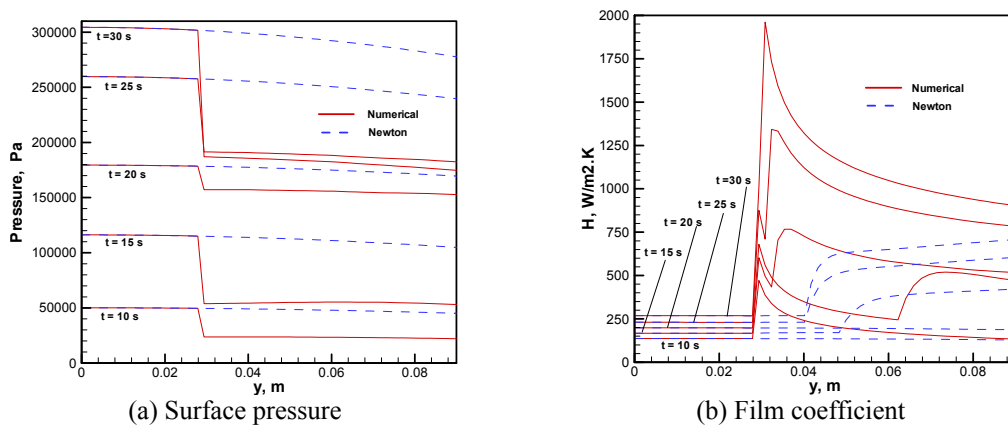 Pressure, Pa
300000
250000
200000
150000
100000
50000
0
t =30 s
t = 25 s
t = 20 s
t = 15 s
t = 10 s
Numerical
Newton
0
0.02
0.04
0.06
0.08
y, m
(a) Surface pressure
H, W/m2.K
2000
1750
1500
1250
1000
750
500
250
0
Numerical
Newton
t=30 s
t = 25 s
t = 20 s
t = 15 s
t = 10 s
0
0.02
0.04
0.06
0.08
y, m
(b) Film coefficient